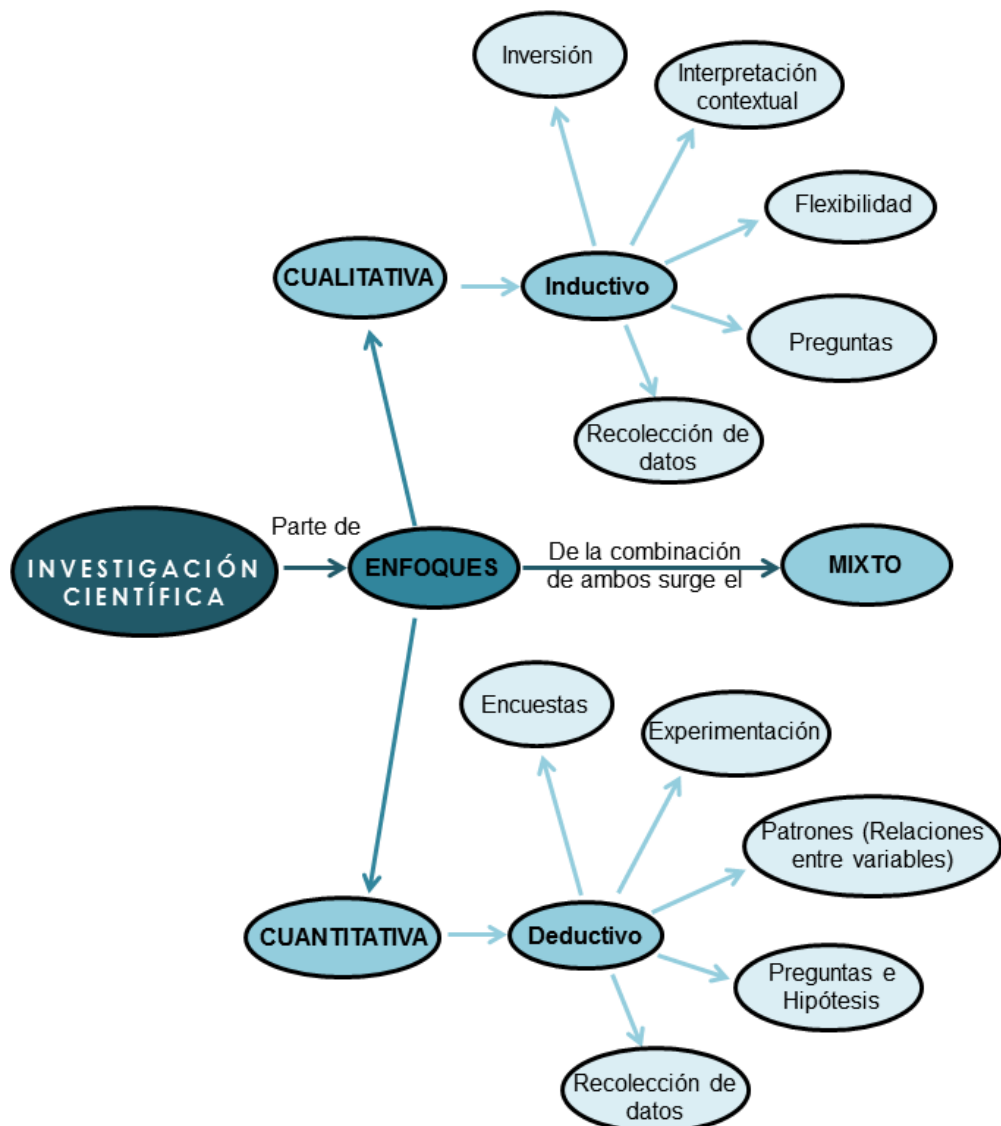 Inversión
Interpretación
contextual
Flexibilidad
CUALITATIVA
Inductivo
Preguntas
Recolección de
datos
Parte de
INVESTIGACIÓN
CIENTÍFICA
ENFOQUES
De la combinación
de ambos surge el
MIXTO
Encuestas
Experimentación
Patrones (Relaciones
entre variables)
CUANTITATIVA
Deductivo
Preguntas e
Hipótesis
Recolección de
datos